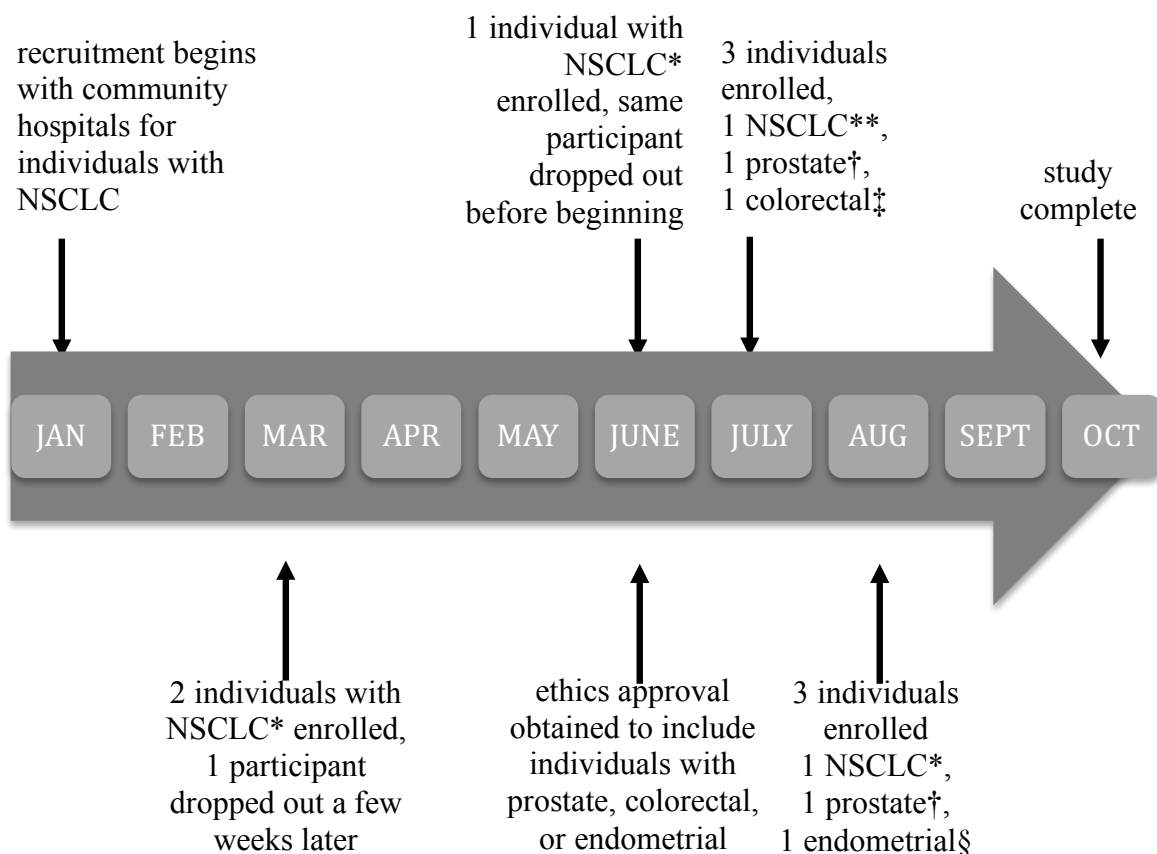 recruitment begins
with community
hospitals for
individuals with
NSCLC
1 individual with
NSCLC*
enrolled, same
participant
dropped out
before beginning
3 individuals
enrolled,
1 NSCLC**,
1 prostate†,
1 colorectal‡
study
complete
JAN
FEB
MAR
APR
MAY
JUNE
JULY
AUG
SEPT
OCT
2 individuals with
NSCLC* enrolled,
1 participant
dropped out a few
weeks later
ethics approval
obtained to include
individuals with
prostate, colorectal,
or endometrial
3 individuals
enrolled
1 NSCLC*,
1 prostate†,
1 endometrial§